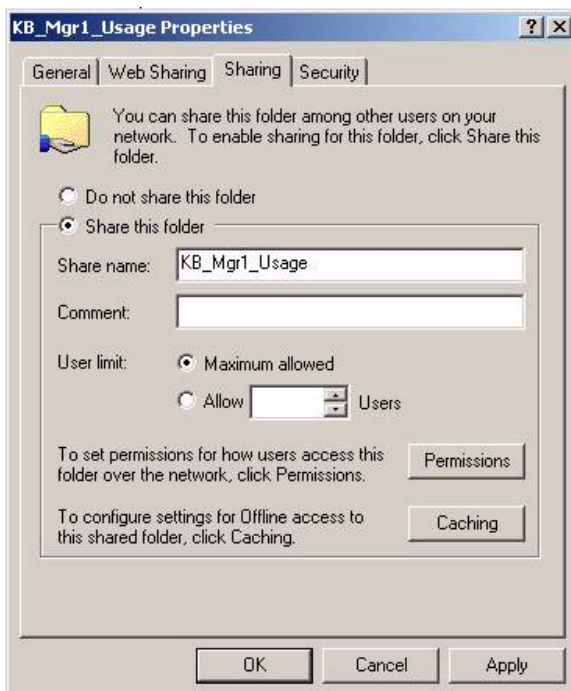 KB_Mgr1_Usage Properties
General
Web Sharing
Sharing
Security
You can share this folder among other users on your
network. To enable sharing for this folder, click Share this
folder.
Do not share this folder
Share this folder
Share name: KB_Mgr1_Usage
Comment:
User limit: Maximum allowed
Allow Users
To set permissions for how users access this
folder over the network, click Permissions.
Permissions
To configure settings for Offline access to
this shared folder, click Caching.
Caching
OK
Cancel
Apply